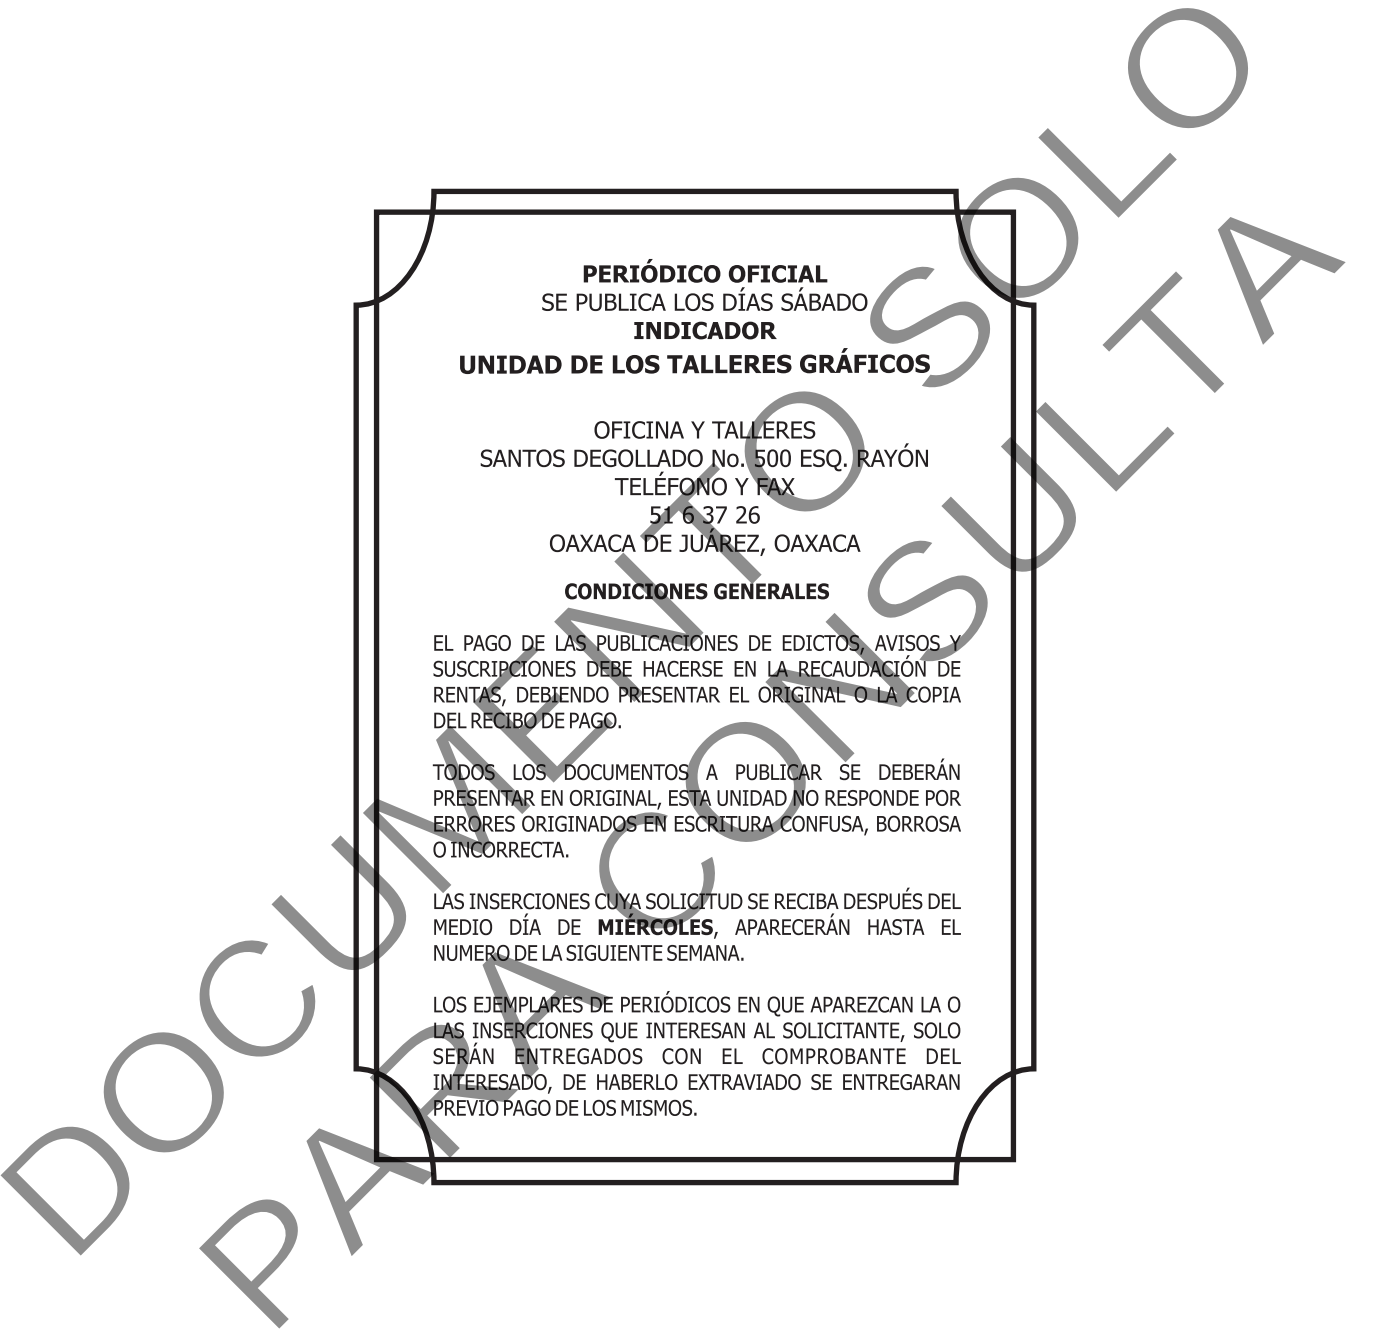 PERIÓDICO OFICIAL
SE PUBLICA LOS DÍAS SÁBADO
INDICADOR
UNIDAD DE LOS TALLERES GRÁFICOS
OFICINA Y TALLERES
SANTOS DEGOLLADO No. 500 ESQ. RAYÓN
TELÉFONO Y FAX
51 6 37 26
OAXACA DE JUÁREZ, OAXACA
CONDICIONES GENERALES
EL PAGO DE LAS PUBLICACIONES DE EDICTOS, AVISOS Y
SUSCRIPCIONES DEBE HACERSE EN LA RECAUDACIÓN DE
RENTAS, DEBIENDO PRESENTAR EL ORIGINAL O LA COPIA
DEL RECIBO DE PAGO.
TODOS LOS DOCUMENTOS A PUBLICAR SE DEBERÁN
PRESENTAR EN ORIGINAL, ESTA UNIDAD NO RESPONDE POR
ERRORES ORIGINADOS EN ESCRITURA CONFUSA, BORROSA
O INCORRECTA.
LAS INSERCIONES CUYA SOLICITUD SE RECIBA DESPUÉS DEL
MEDIO DÍA DE MIÉRCOLES, APARECERÁN HASTA EL
NUMERO DE LA SIGUIENTE SEMANA.
LOS EJEMPLARES DE PERIÓDICOS EN QUE APAREZCAN LA O
LAS INSERCIONES QUE INTERESAN AL SOLICITANTE, SOLO
SERÁN ENTREGADOS CON EL COMPROBANTE DEL
INTERESADO, DE HABERLO EXTRAVIADO SE ENTREGARAN
PREVIO PAGO DE LOS MISMOS.
DOCUMENTO SOLO
PARA CONSULTA